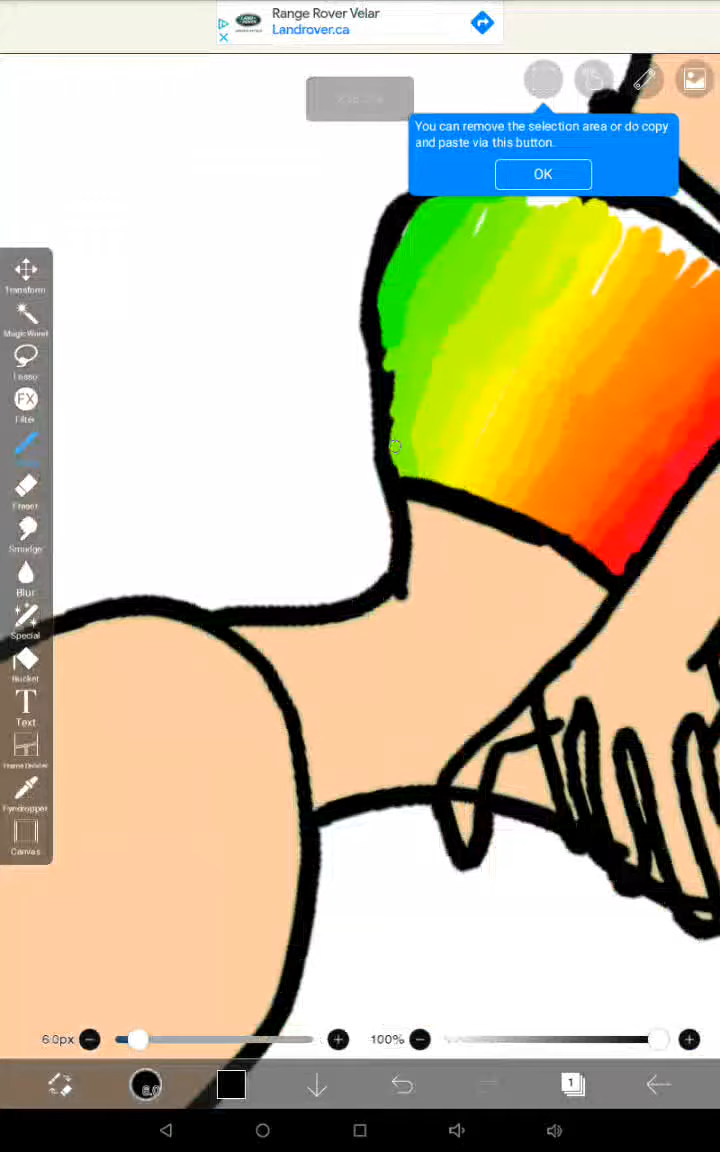 Range Rover Velar
Landrover.ca
You can remove the selection area or do copy
and paste via this button.
OK
Transform
Magic Wand
Lasso
FX
Filter
Eraser
Smudge
Blur
Special
Bucket
T
Text
Frame Divider
Eyedropper
Canvas
6.0px
100%
6.0
1